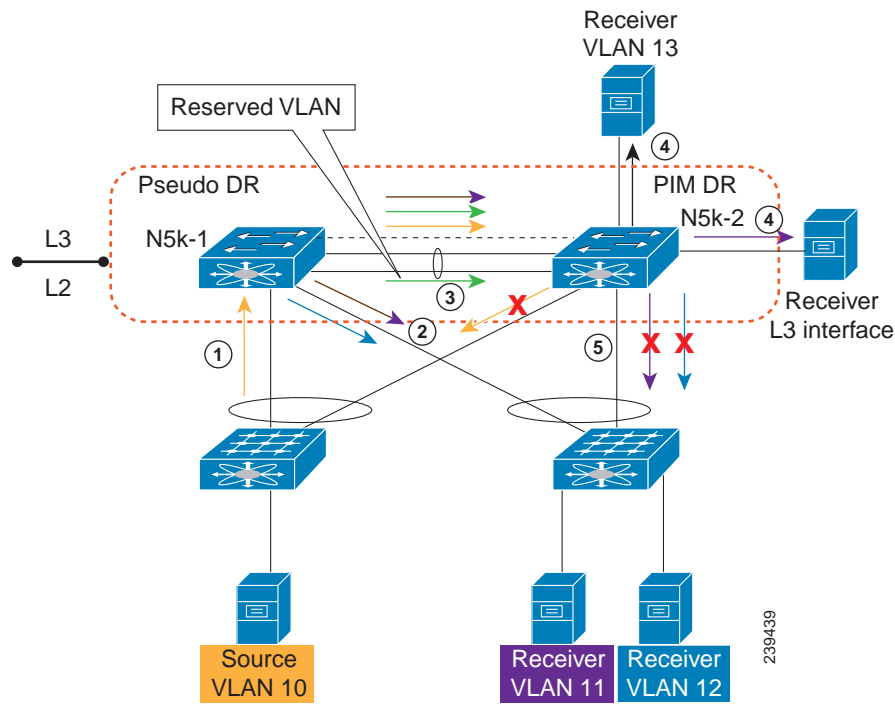 Receiver
VLAN 13
Reserved VLAN
4
Pseudo DR
PIM DR
N5k-1
N5k-2
4
L3
L2
3
X
2
Receiver
L3 interface
1
5
X
X
Source
VLAN 10
Receiver
VLAN 11
Receiver
VLAN 12
239439